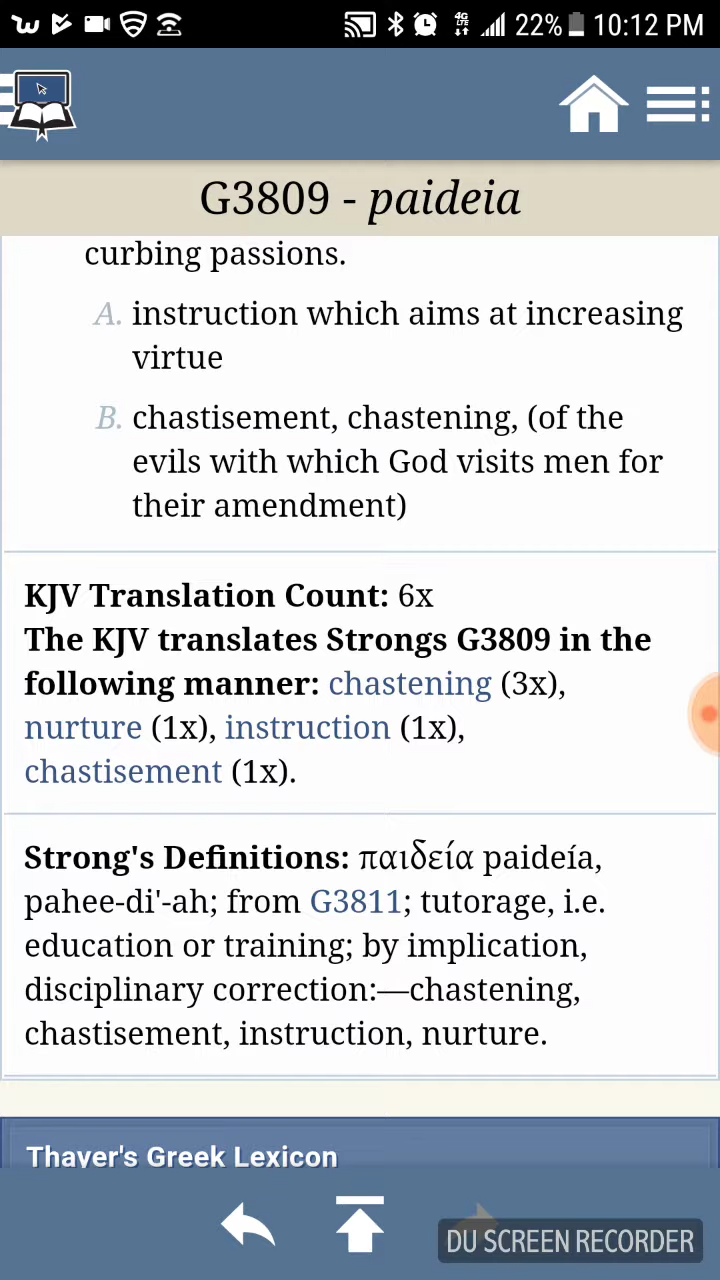 4G
LTE
22%
10:12 PM
G3809 - paideia
curbing passions.
A. instruction which aims at increasing
virtue
B. chastisement, chastening, (of the
evils with which God visits men for
their amendment)
KJV Translation Count: 6x
The KJV translates Strongs G3809 in the
following manner: chastening (3x),
nurture (1x), instruction (1x),
chastisement (1x).
Strong's Definitions: παιδεία paideía,
pahee-di'-ah; from G3811; tutorage, i.e.
education or training; by implication,
disciplinary correction:—chastening,
chastisement, instruction, nurture.
Thayer's Greek Lexicon
DU SCREEN RECORDER